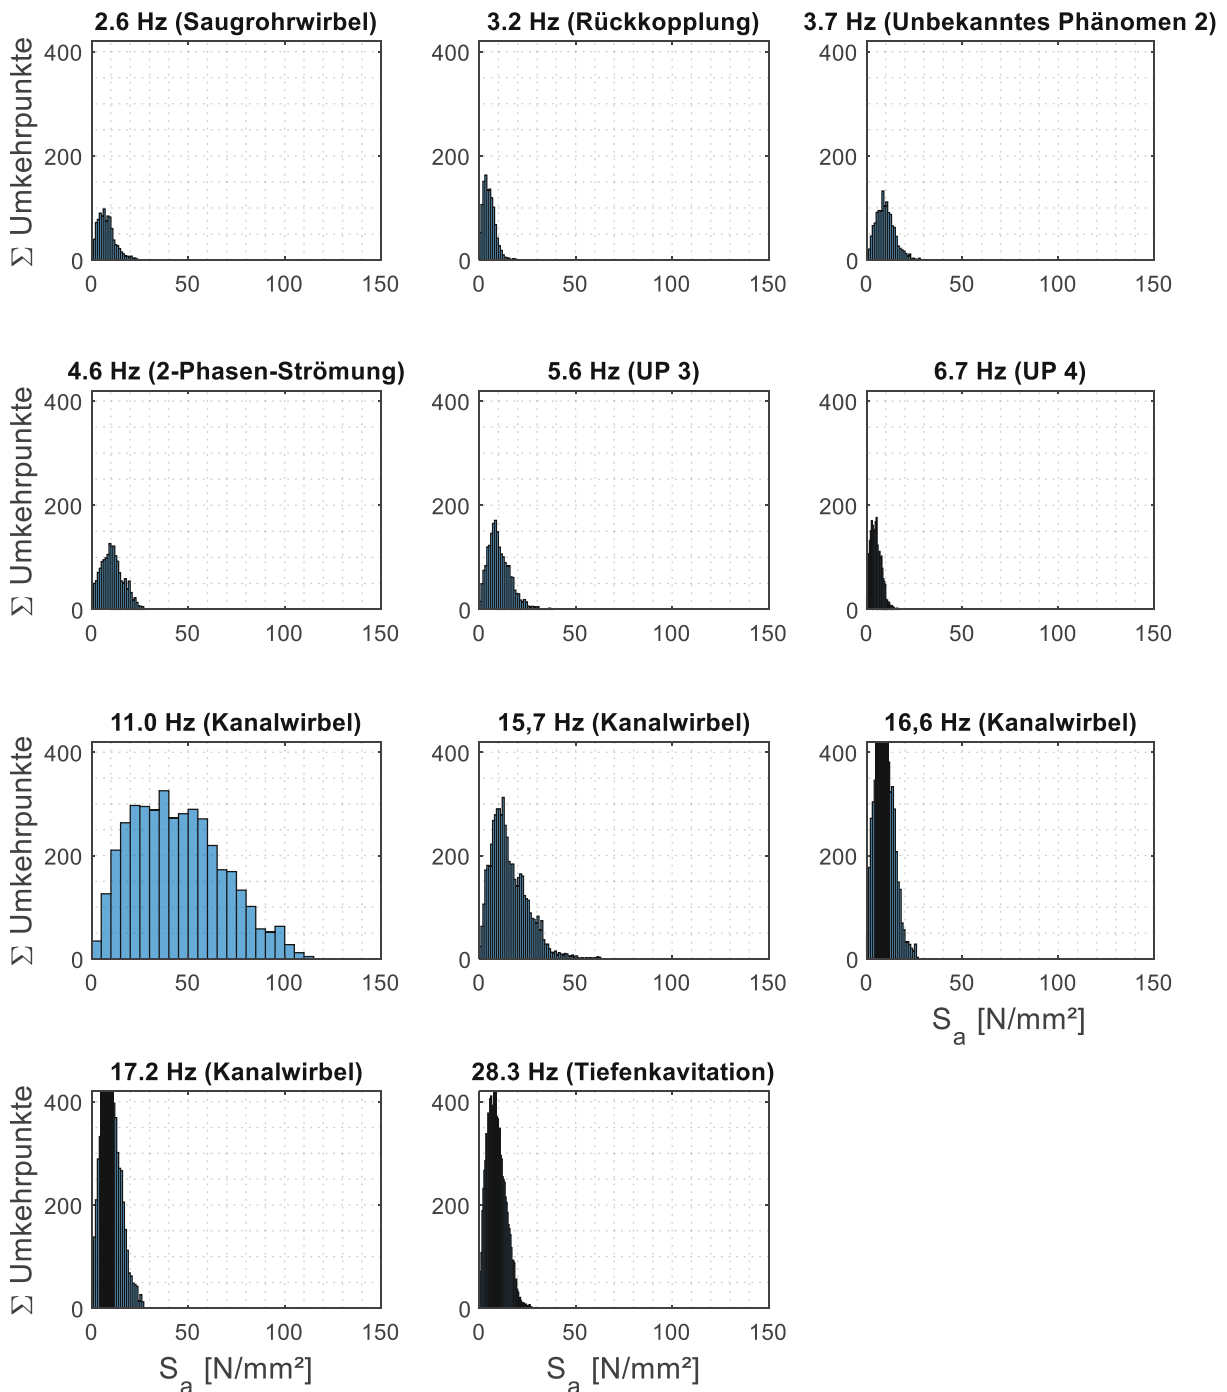 2.6 Hz (Saugrohrwirbel)
3.2 Hz (Rückkopplung)
3.7 Hz (Unbekanntes Phänomen 2)
Σ Umkehrpunkte
400
200
0
0 50 100 150
400
200
0
0 50 100 150
400
200
0
0 50 100 150
4.6 Hz (2-Phasen-Strömung)
5.6 Hz (UP 3)
6.7 Hz (UP 4)
Σ Umkehrpunkte
400
200
0
0 50 100 150
400
200
0
0 50 100 150
400
200
0
0 50 100 150
11.0 Hz (Kanalwirbel)
15,7 Hz (Kanalwirbel)
16,6 Hz (Kanalwirbel)
Σ Umkehrpunkte
400
200
0
0 50 100 150
400
200
0
0 50 100 150
400
200
0
0 50 100 150
S_a [N/mm²]
17.2 Hz (Kanalwirbel)
28.3 Hz (Tiefenkavitation)
Σ Umkehrpunkte
400
200
0
0 50 100 150
S_a [N/mm²]
400
200
0
0 50 100 150
S_a [N/mm²]